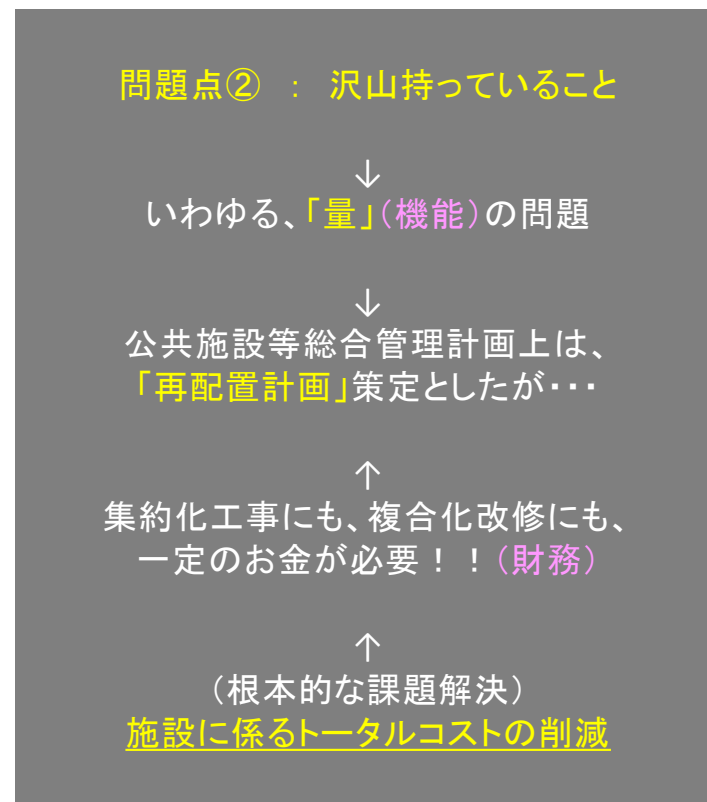 問題点② ： 沢山持っていること
↓
いわゆる、「量」(機能)の問題
↓
公共施設等総合管理計画上は、
「再配置計画」策定としたが・・・
↑
集約化工事にも、複合化改修にも、
一定のお金が必要！！(財務)
↑
(根本的な課題解決)
施設に係るトータルコストの削減